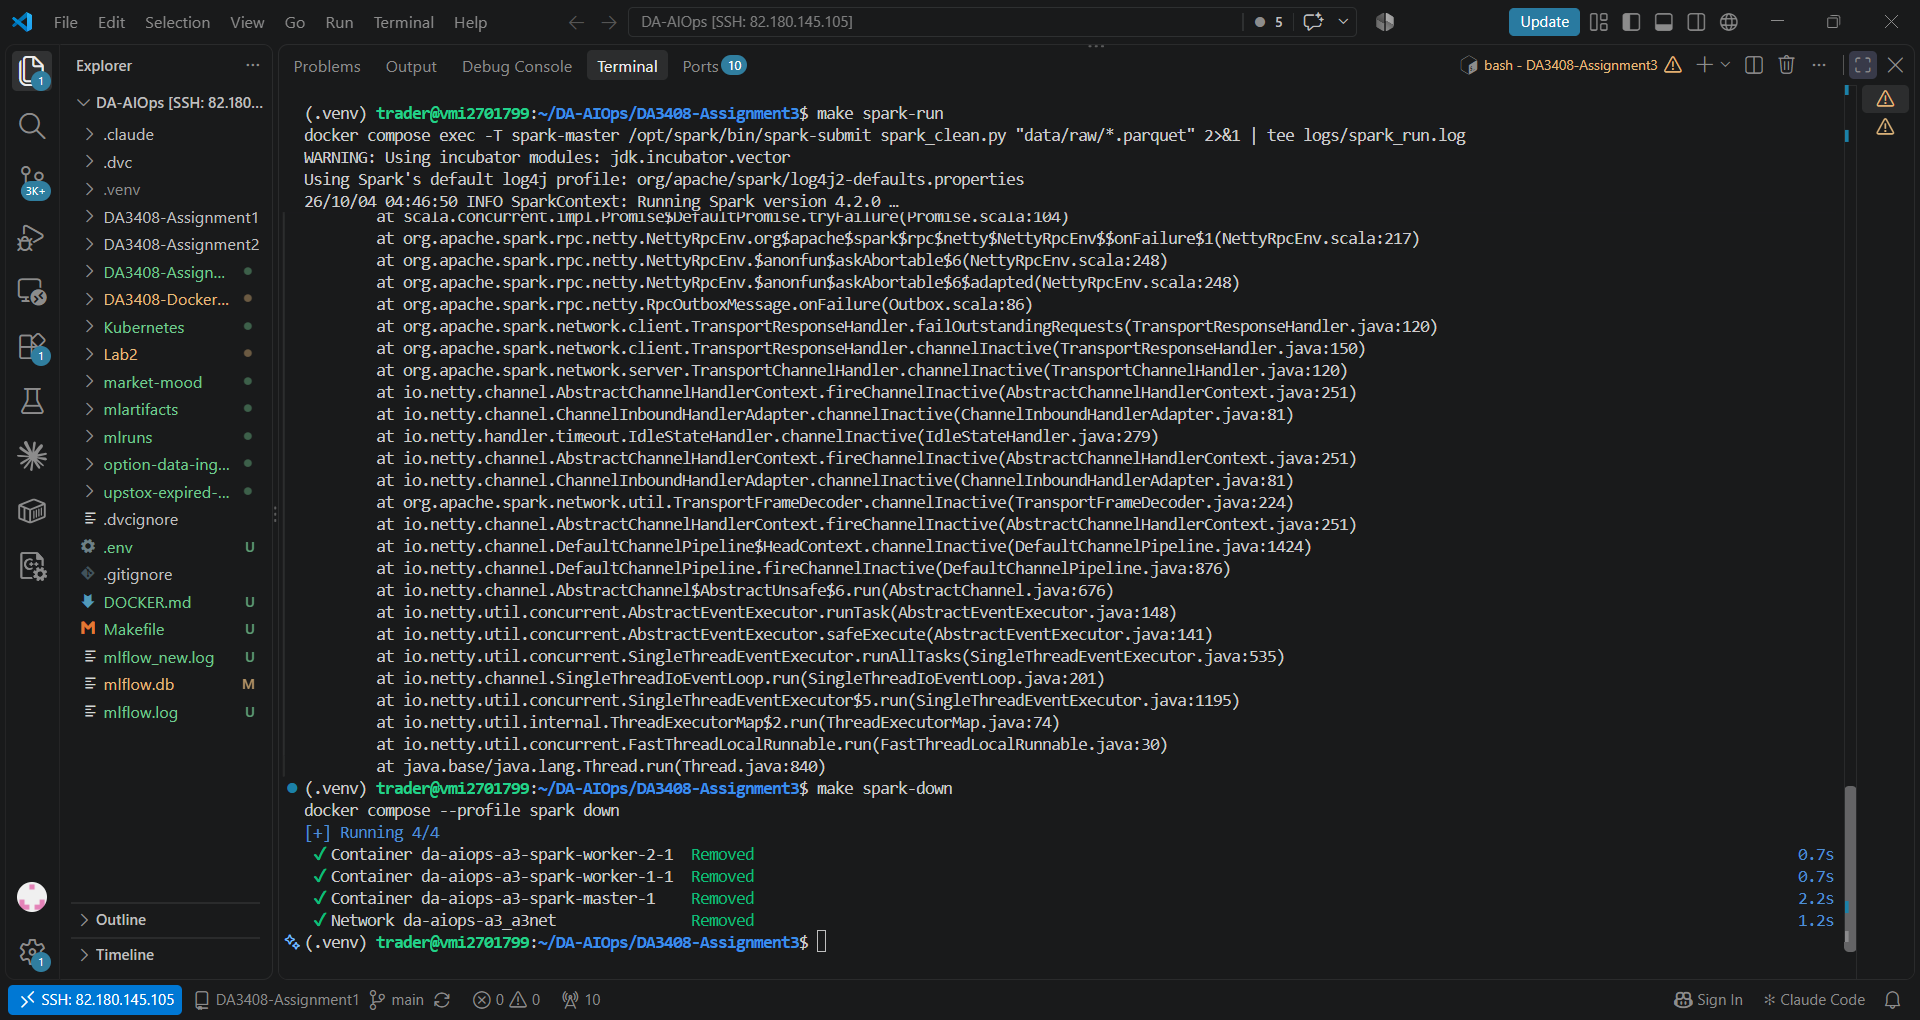 File Edit Selection View Go Run Terminal Help
DA-AIOps [SSH: 82.180.145.105]
5
Update
Explorer
DA-AIOps [SSH: 82.180...
.claude
.dvc
.venv
DA3408-Assignment1
DA3408-Assignment2
DA3408-Assign...
DA3408-Docker...
Kubernetes
Lab2
market-mood
mlartifacts
mlruns
option-data-ing...
upstox-expired-...
.dvcignore
.env U
.gitignore
DOCKER.md U
Makefile U
mlflow_new.log U
mlflow.db M
mlflow.log U
Outline
Timeline
1
3K+
1
1
Problems Output Debug Console Terminal Ports 10
bash - DA3408-Assignment3
(.venv) trader@vmi2701799:~/DA-AIOps/DA3408-Assignment3$ make spark-run
docker compose exec -T spark-master /opt/spark/bin/spark-submit spark_clean.py "data/raw/*.parquet" 2>&1 | tee logs/spark_run.log
WARNING: Using incubator modules: jdk.incubator.vector
Using Spark's default log4j profile: org/apache/spark/log4j2-defaults.properties
26/10/04 04:46:50 INFO SparkContext: Running Spark version 4.2.0 …
at scala.concurrent.impl.Promise$DefaultPromise.tryFailure(Promise.scala:104)
at org.apache.spark.rpc.netty.NettyRpcEnv.org$apache$spark$rpc$netty$NettyRpcEnv$$onFailure$1(NettyRpcEnv.scala:217)
at org.apache.spark.rpc.netty.NettyRpcEnv.$anonfun$askAbortable$6(NettyRpcEnv.scala:248)
at org.apache.spark.rpc.netty.NettyRpcEnv.$anonfun$askAbortable$6$adapted(NettyRpcEnv.scala:248)
at org.apache.spark.rpc.netty.RpcOutboxMessage.onFailure(Outbox.scala:86)
at org.apache.spark.network.client.TransportResponseHandler.failOutstandingRequests(TransportResponseHandler.java:120)
at org.apache.spark.network.client.TransportResponseHandler.channelInactive(TransportResponseHandler.java:150)
at org.apache.spark.network.server.TransportChannelHandler.channelInactive(TransportChannelHandler.java:120)
at io.netty.channel.AbstractChannelHandlerContext.fireChannelInactive(AbstractChannelHandlerContext.java:251)
at io.netty.channel.ChannelInboundHandlerAdapter.channelInactive(ChannelInboundHandlerAdapter.java:81)
at io.netty.handler.timeout.IdleStateHandler.channelInactive(IdleStateHandler.java:279)
at io.netty.channel.AbstractChannelHandlerContext.fireChannelInactive(AbstractChannelHandlerContext.java:251)
at io.netty.channel.ChannelInboundHandlerAdapter.channelInactive(ChannelInboundHandlerAdapter.java:81)
at org.apache.spark.network.util.TransportFrameDecoder.channelInactive(TransportFrameDecoder.java:224)
at io.netty.channel.AbstractChannelHandlerContext.fireChannelInactive(AbstractChannelHandlerContext.java:251)
at io.netty.channel.DefaultChannelPipeline$HeadContext.channelInactive(DefaultChannelPipeline.java:1424)
at io.netty.channel.DefaultChannelPipeline.fireChannelInactive(DefaultChannelPipeline.java:876)
at io.netty.channel.AbstractChannel$AbstractUnsafe$6.run(AbstractChannel.java:676)
at io.netty.util.concurrent.AbstractEventExecutor.runTask(AbstractEventExecutor.java:148)
at io.netty.util.concurrent.AbstractEventExecutor.safeExecute(AbstractEventExecutor.java:141)
at io.netty.util.concurrent.SingleThreadEventExecutor.runAllTasks(SingleThreadEventExecutor.java:535)
at io.netty.channel.SingleThreadIoEventLoop.run(SingleThreadIoEventLoop.java:201)
at io.netty.util.concurrent.SingleThreadEventExecutor$5.run(SingleThreadEventExecutor.java:1195)
at io.netty.util.internal.ThreadExecutorMap$2.run(ThreadExecutorMap.java:74)
at io.netty.util.concurrent.FastThreadLocalRunnable.run(FastThreadLocalRunnable.java:30)
at java.base/java.lang.Thread.run(Thread.java:840)
(.venv) trader@vmi2701799:~/DA-AIOps/DA3408-Assignment3$ make spark-down
docker compose --profile spark down
[+] Running 4/4
✓ Container da-aiops-a3-spark-worker-2-1 Removed 0.7s
✓ Container da-aiops-a3-spark-worker-1-1 Removed 0.7s
✓ Container da-aiops-a3-spark-master-1 Removed 2.2s
✓ Network da-aiops-a3_a3net Removed 1.2s
(.venv) trader@vmi2701799:~/DA-AIOps/DA3408-Assignment3$
SSH: 82.180.145.105 DA3408-Assignment1 main 0 0 10 Sign In Claude Code